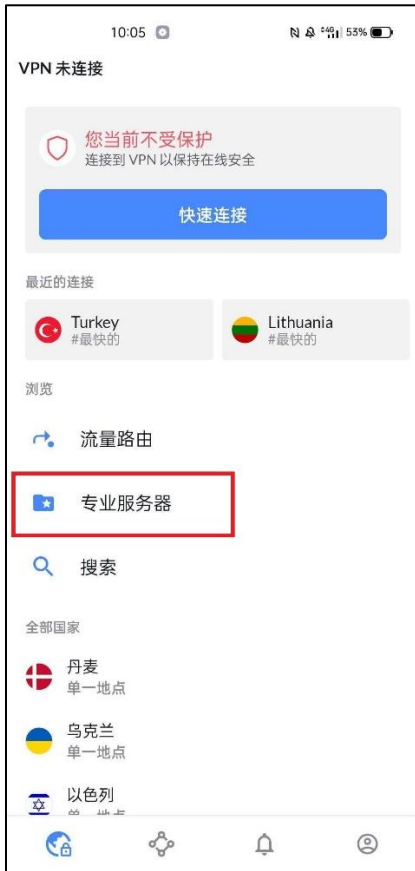 10:05
53%
VPN 未连接
您当前不受保护
连接到 VPN 以保持在线安全
快速连接
最近的连接
Turkey
#最快的
Lithuania
#最快的
浏览
流量路由
专业服务器
搜索
全部国家
丹麦
单一地点
乌克兰
单一地点
以色列